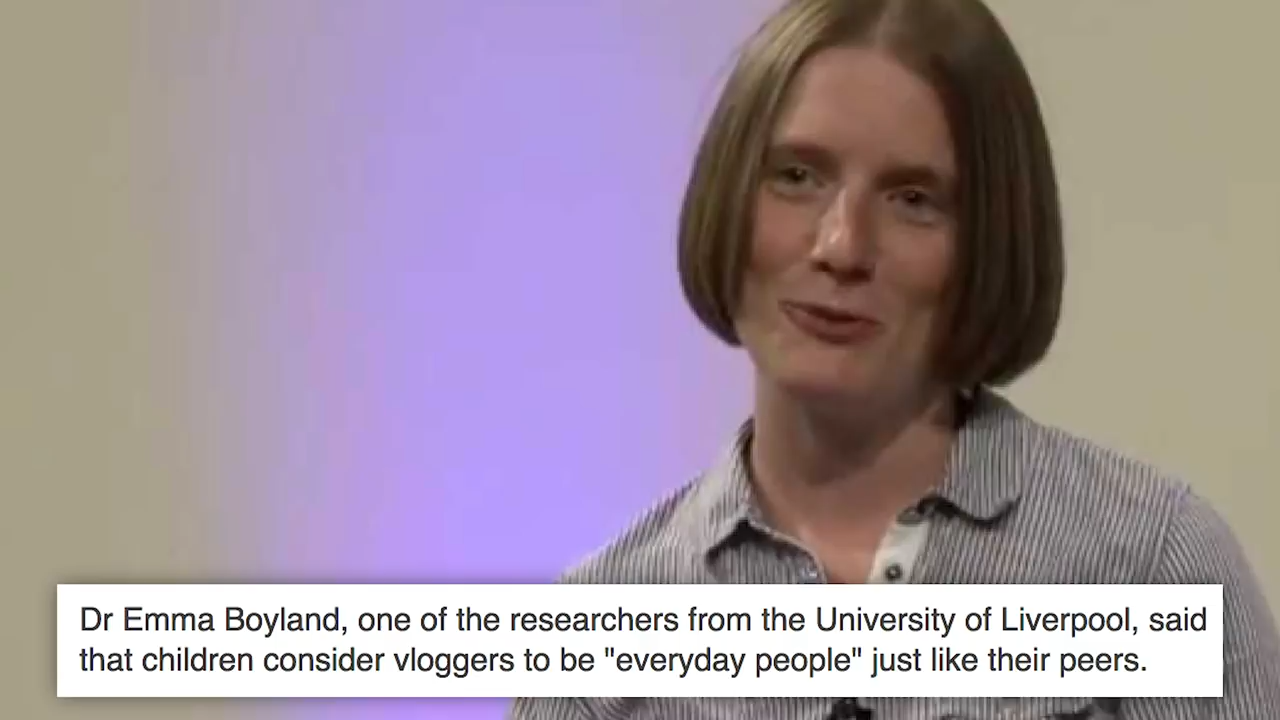 Dr Emma Boyland, one of the researchers from the University of Liverpool, said
that children consider vloggers to be "everyday people" just like their peers.